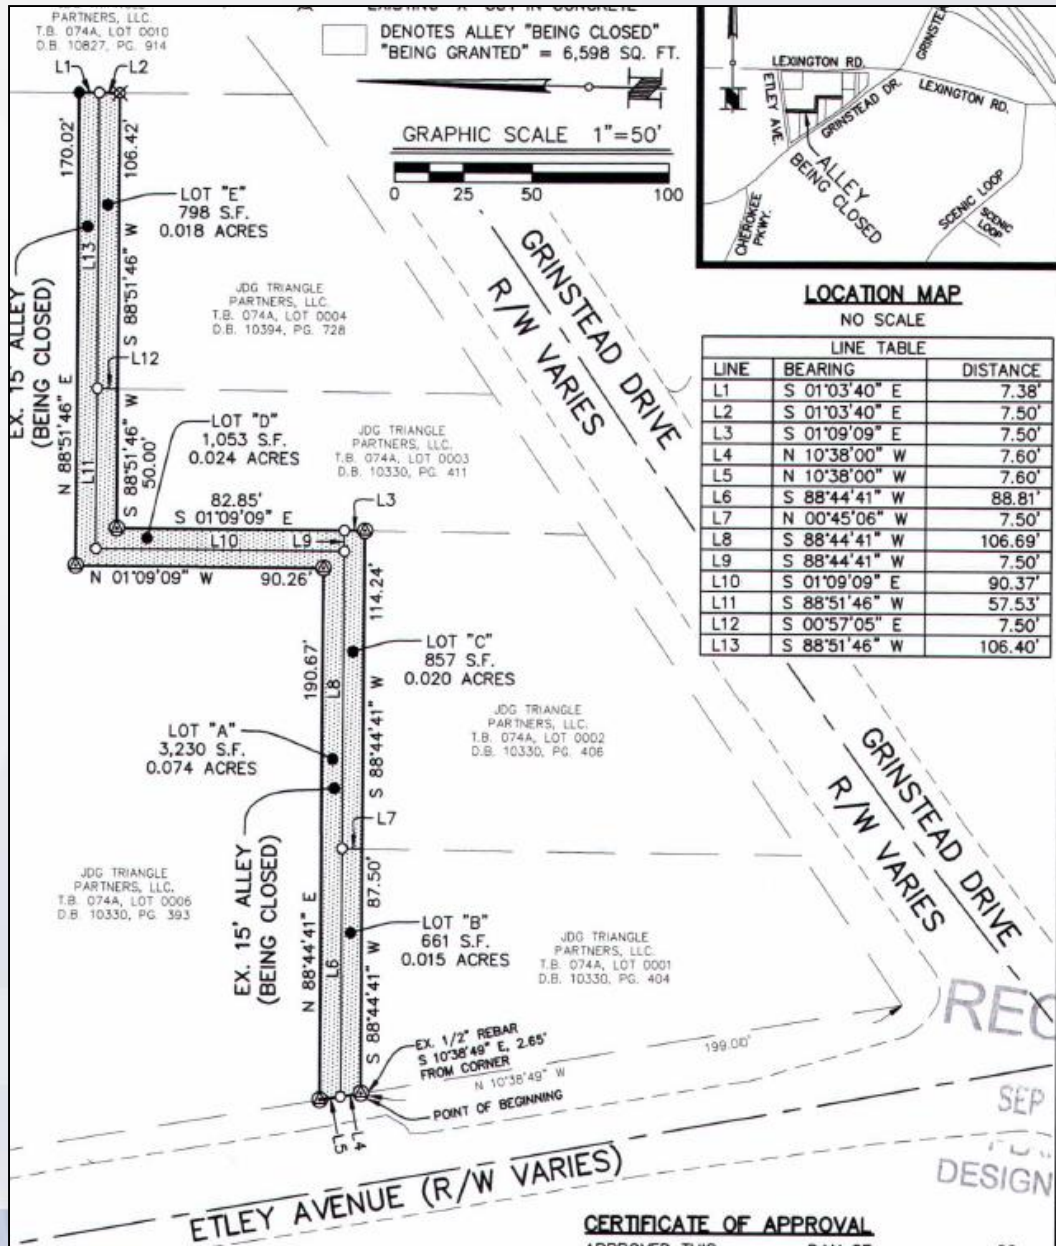 PARTNERS, LLC.
T.B. 074A, LOT 0010
D.B. 10827, PG. 914
EXISTING "X" CUT IN CONCRETE
DENOTES ALLEY "BEING CLOSED"
"BEING GRANTED" = 6,598 SQ. FT.
GRAPHIC SCALE 1"=50'
0 25 50 100
LEXINGTON RD.
ETLEY AVE.
GRINSTEAD DR.
GRINSTEAD
LEXINGTON RD.
ALLEY
BEING CLOSED
CHEROKEE
PKWY.
SCENIC LOOP
SCENIC
LOOP
LOCATION MAP
NO SCALE
LINE TABLE
LINE BEARING DISTANCE
L1 S 01°03'40" E 7.38'
L2 S 01°03'40" E 7.50'
L3 S 01°09'09" E 7.50'
L4 N 10°38'00" W 7.60'
L5 N 10°38'00" W 7.60'
L6 S 88°44'41" W 88.81'
L7 N 00°45'06" W 7.50'
L8 S 88°44'41" W 106.69'
L9 S 88°44'41" W 7.50'
L10 S 01°09'09" E 90.37'
L11 S 88°51'46" W 57.53'
L12 S 00°57'05" E 7.50'
L13 S 88°51'46" W 106.40'
L1
L2
170.02'
106.42'
LOT "E"
798 S.F.
0.018 ACRES
L13
S 88°51'46" W
EX. 15' ALLEY
(BEING CLOSED)
N 88°51'46" E
JDG TRIANGLE
PARTNERS, LLC.
T.B. 074A, LOT 0004
D.B. 10394, PG. 728
L12
LOT "D"
1,053 S.F.
0.024 ACRES
L11
S 88°51'46" W
50.00'
JDG TRIANGLE
PARTNERS, LLC.
T.B. 074A, LOT 0003
D.B. 10330, PG. 411
82.85'
S 01°09'09" E
L3
L10
L9
N 01°09'09" W 90.26'
114.24'
190.67'
L8
S 88°44'41" W
LOT "C"
857 S.F.
0.020 ACRES
LOT "A"
3,230 S.F.
0.074 ACRES
JDG TRIANGLE
PARTNERS, LLC.
T.B. 074A, LOT 0002
D.B. 10330, PG. 406
L7
EX. 15' ALLEY
(BEING CLOSED)
JDG TRIANGLE
PARTNERS, LLC.
T.B. 074A, LOT 0006
D.B. 10330, PG. 393
N 88°44'41" E
L6
87.50'
S 88°44'41" W
LOT "B"
661 S.F.
0.015 ACRES
JDG TRIANGLE
PARTNERS, LLC.
T.B. 074A, LOT 0001
D.B. 10330, PG. 404
GRINSTEAD DRIVE
R/W VARIES
GRINSTEAD DRIVE
R/W VARIES
EX. 1/2" REBAR
S 10°38'49" E, 2.65'
FROM CORNER
N 10°38'49" W
199.00'
POINT OF BEGINNING
L5
L4
ETLEY AVENUE (R/W VARIES)
REC
SEP
DESIGN
CERTIFICATE OF APPROVAL
APPROVED THIS DAY OF